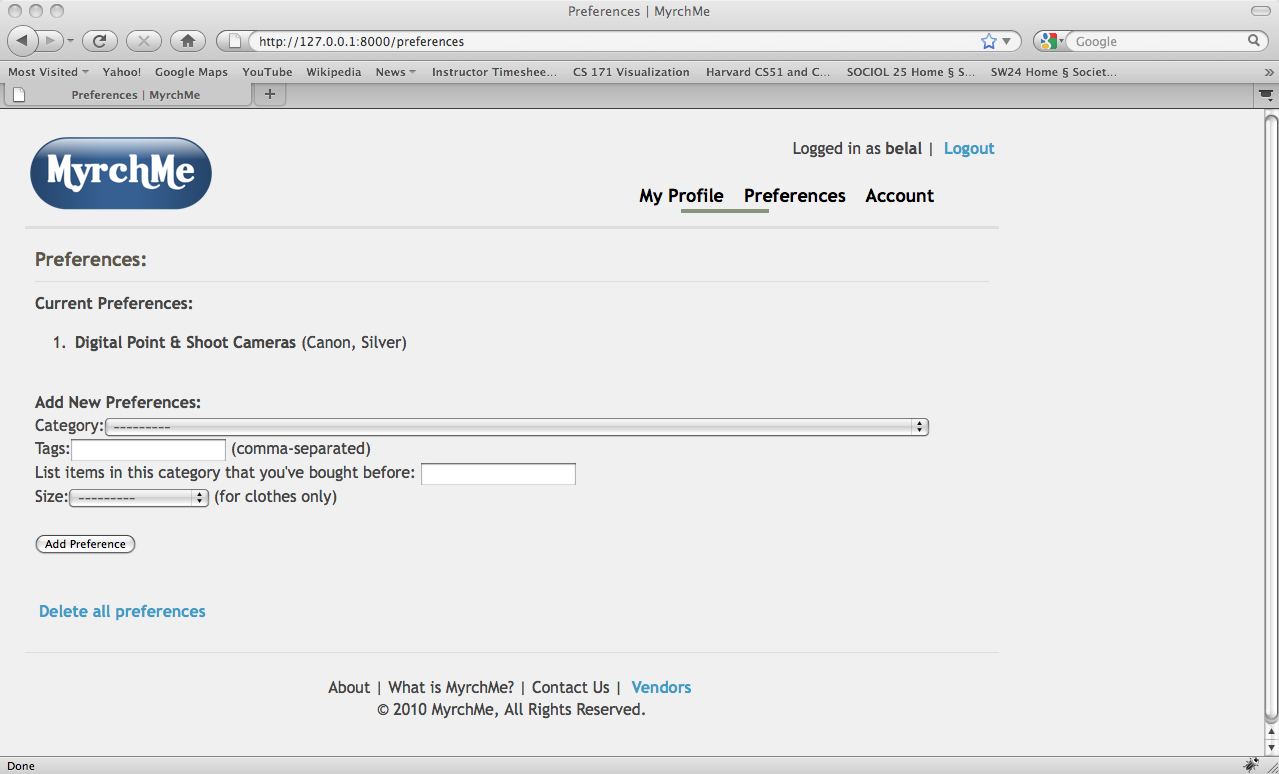 Preferences | MyrchMe
http://127.0.0.1:8000/preferences
Google
Most Visited Yahoo! Google Maps YouTube Wikipedia News Instructor Timeshee... CS 171 Visualization Harvard CS51 and C... SOCIOL 25 Home § S... SW24 Home § Societ... »
Preferences | MyrchMe +
MyrchMe
Logged in as belal | Logout
My Profile Preferences Account
Preferences:
Current Preferences:
1. Digital Point & Shoot Cameras (Canon, Silver)
Add New Preferences:
Category: ---------
Tags: (comma-separated)
List items in this category that you've bought before:
Size: --------- (for clothes only)
Add Preference
Delete all preferences
About | What is MyrchMe? | Contact Us | Vendors
© 2010 MyrchMe, All Rights Reserved.
Done